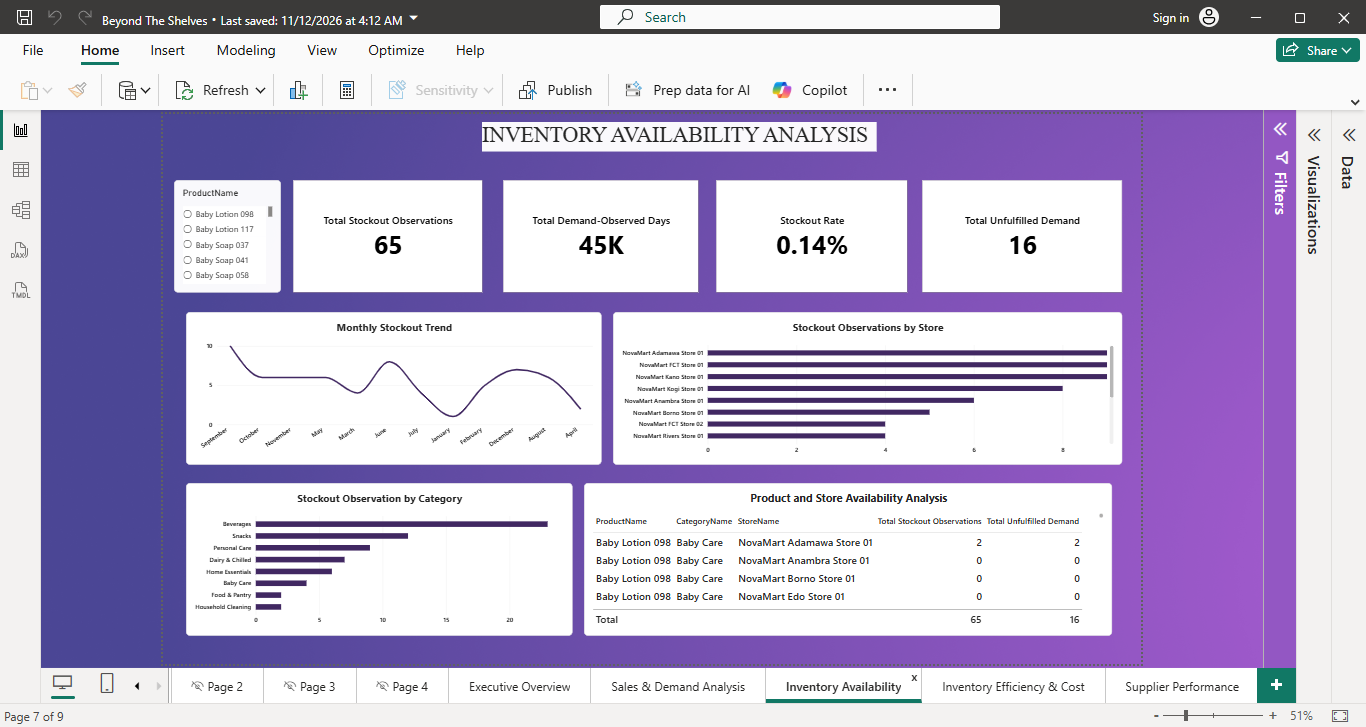 Beyond The Shelves • Last saved: 11/12/2026 at 4:12 AM
Search
Sign in
File
Home
Insert
Modeling
View
Optimize
Help
Share
Refresh
Sensitivity
Publish
Prep data for AI
Copilot
INVENTORY AVAILABILITY ANALYSIS
Filters
Visualizations
Data
DAX
TMDL
ProductName
Baby Lotion 098
Baby Lotion 117
Baby Soap 037
Baby Soap 041
Baby Soap 058
Total Stockout Observations
65
Total Demand-Observed Days
45K
Stockout Rate
0.14%
Total Unfulfilled Demand
16
Monthly Stockout Trend
10
5
0
September
October
November
May
March
June
July
January
February
December
August
April
Stockout Observations by Store
NovaMart Adamawa Store 01
NovaMart FCT Store 01
NovaMart Kano Store 01
NovaMart Kogi Store 01
NovaMart Anambra Store 01
NovaMart Borno Store 01
NovaMart FCT Store 02
NovaMart Rivers Store 01
0 2 4 6 8
Stockout Observation by Category
Beverages
Snacks
Personal Care
Dairy & Chilled
Home Essentials
Baby Care
Food & Pantry
Household Cleaning
0 5 10 15 20
Product and Store Availability Analysis
ProductName CategoryName StoreName Total Stockout Observations Total Unfulfilled Demand
Baby Lotion 098 Baby Care NovaMart Adamawa Store 01 2 2
Baby Lotion 098 Baby Care NovaMart Anambra Store 01 0 0
Baby Lotion 098 Baby Care NovaMart Borno Store 01 0 0
Baby Lotion 098 Baby Care NovaMart Edo Store 01 0 0
Total 65 16
Page 2
Page 3
Page 4
Executive Overview
Sales & Demand Analysis
Inventory Availability
x
Inventory Efficiency & Cost
Supplier Performance
+
Page 7 of 9
- + 51%